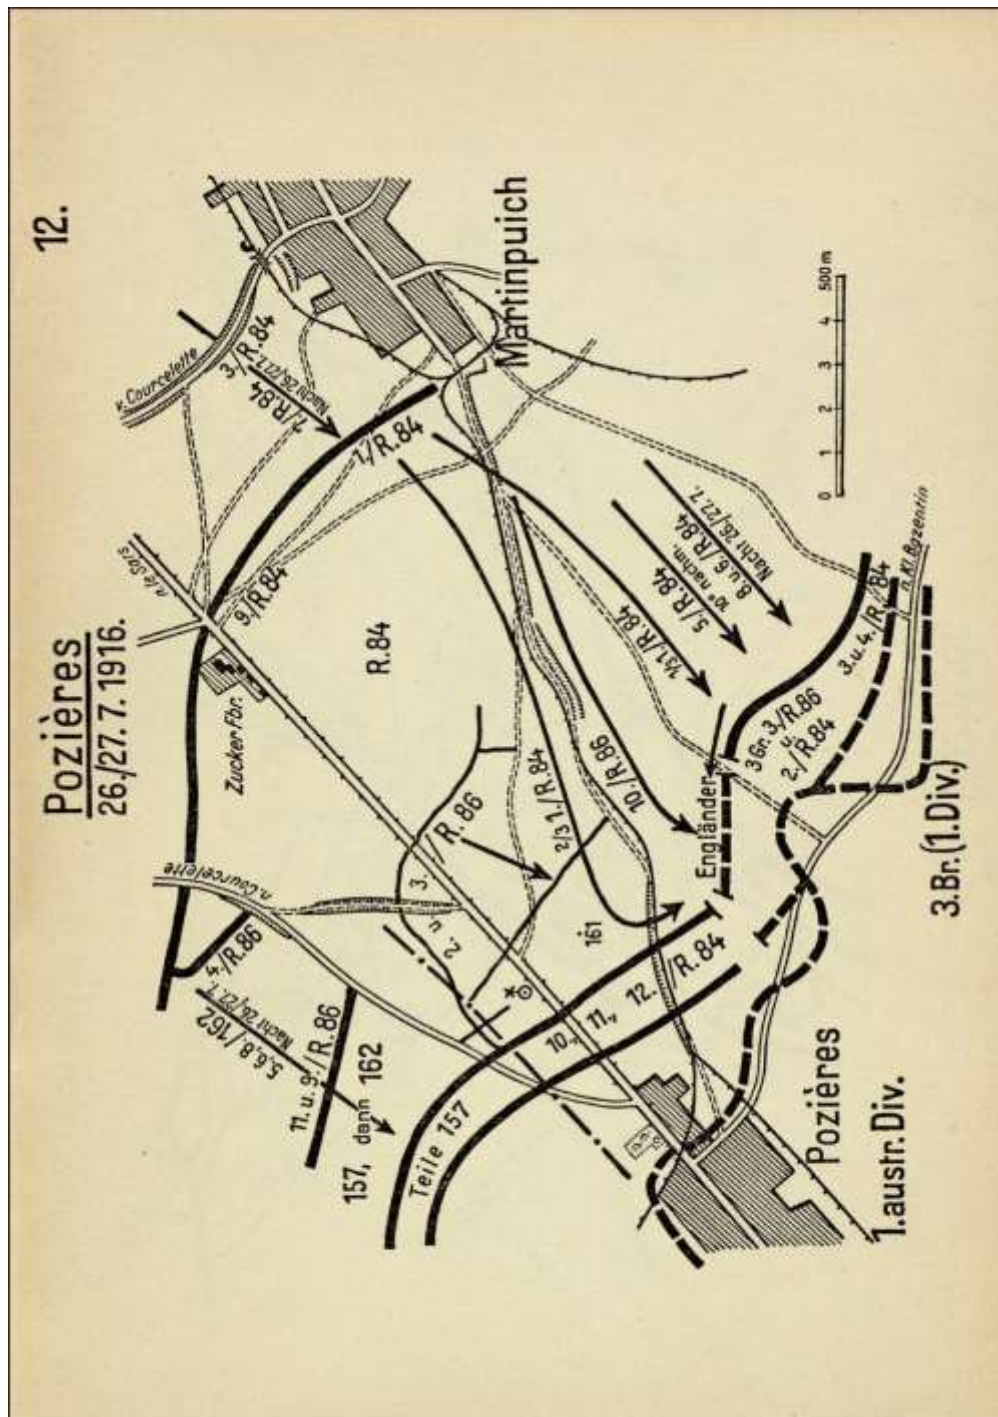 12.
Pozières
26./27. 7. 1916.
v. Courcelette
3./R.84
7./R.84
Nacht 26./27.7.
n. le Sars
1./R.84
9./R.84
Martinpuich
Zucker Fbr.
R.84
n. Courcelette
4./R.86
Nacht 26./27.7.
5,6,8./162
11. u. 9./R.86
157, dann 162
Teile 157
2. u. 3.
R.86
2/3 1./R.84
10./R.86
161
10., 11., 12. R.84
1/3 1./R.84
5./R.84
10° nachm.
8. u. 6./R.84
Nacht 26./27.7.
Engländer
3 Gr. 3./R.86
u.
2./R.84
3. u. 4./R. 84
n. Kl. Bazentin
0 1 2 3 4 500 m
Pozières
1. austr. Div.
3. Br. (1. Div.)